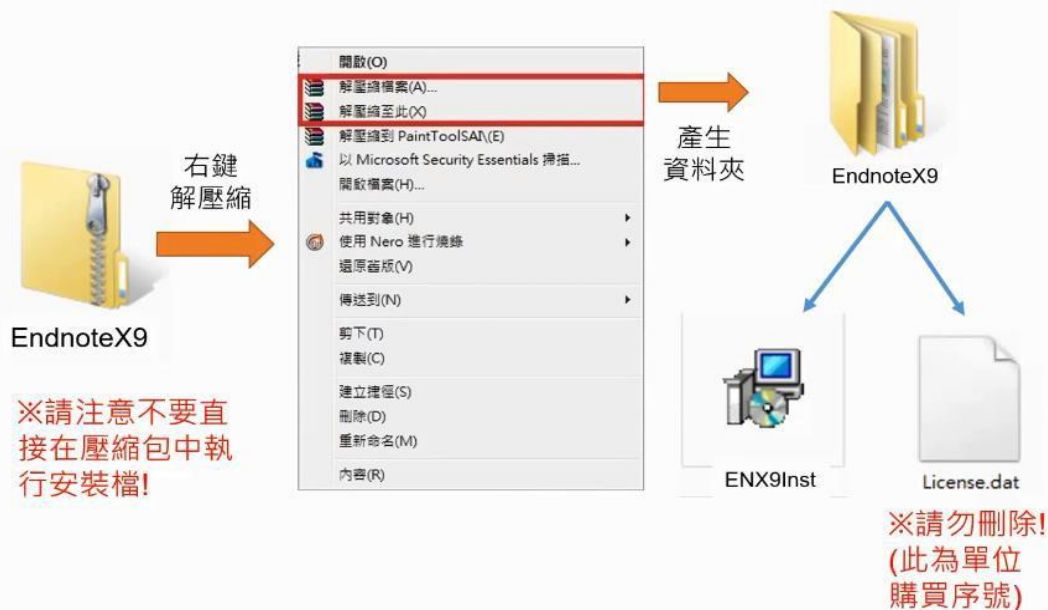 EndnoteX9
※請注意不要直
接在壓縮包中執
行安裝檔!
右鍵
解壓縮
開啟(O)
解壓縮檔案(A)...
解壓縮至此(X)
解壓縮到 PaintToolSAI\(E)
以 Microsoft Security Essentials 掃描...
開啟檔案(H)...
共用對象(H)
使用 Nero 進行燒錄
還原舊版(V)
傳送到(N)
剪下(T)
複製(C)
建立捷徑(S)
刪除(D)
重新命名(M)
內容(R)
產生
資料夾
EndnoteX9
ENX9Inst
License.dat
※請勿刪除!
(此為單位
購買序號)